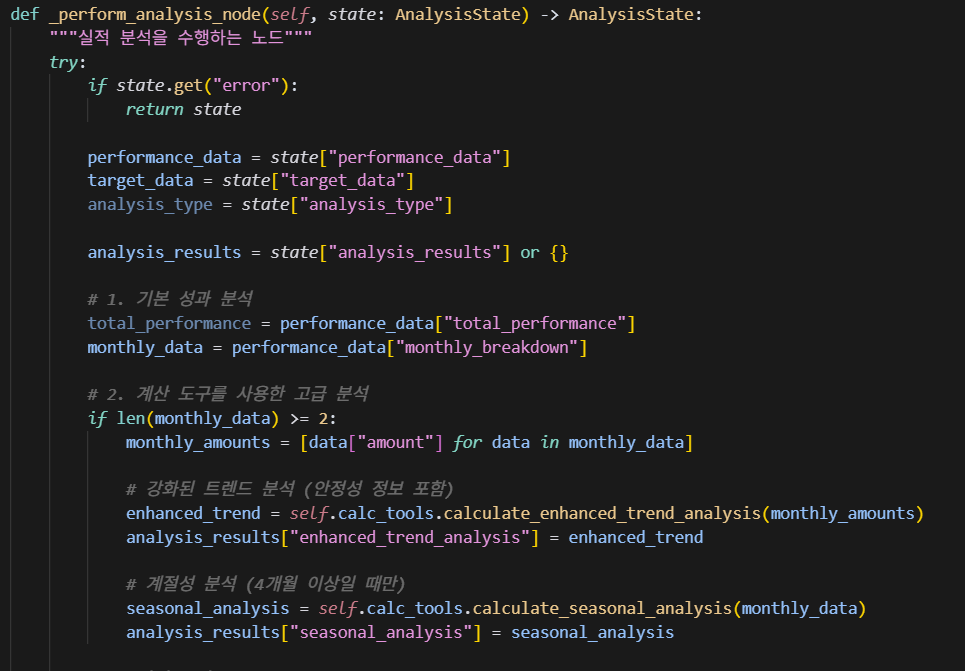 def _perform_analysis_node(self, state: AnalysisState) -> AnalysisState:
    """실적 분석을 수행하는 노드"""
    try:
        if state.get("error"):
            return state

        performance_data = state["performance_data"]
        target_data = state["target_data"]
        analysis_type = state["analysis_type"]

        analysis_results = state["analysis_results"] or {}

        # 1. 기본 성과 분석
        total_performance = performance_data["total_performance"]
        monthly_data = performance_data["monthly_breakdown"]

        # 2. 계산 도구를 사용한 고급 분석
        if len(monthly_data) >= 2:
            monthly_amounts = [data["amount"] for data in monthly_data]

            # 강화된 트렌드 분석 (안정성 정보 포함)
            enhanced_trend = self.calc_tools.calculate_enhanced_trend_analysis(monthly_amounts)
            analysis_results["enhanced_trend_analysis"] = enhanced_trend

            # 계절성 분석 (4개월 이상일 때만)
            seasonal_analysis = self.calc_tools.calculate_seasonal_analysis(monthly_data)
            analysis_results["seasonal_analysis"] = seasonal_analysis